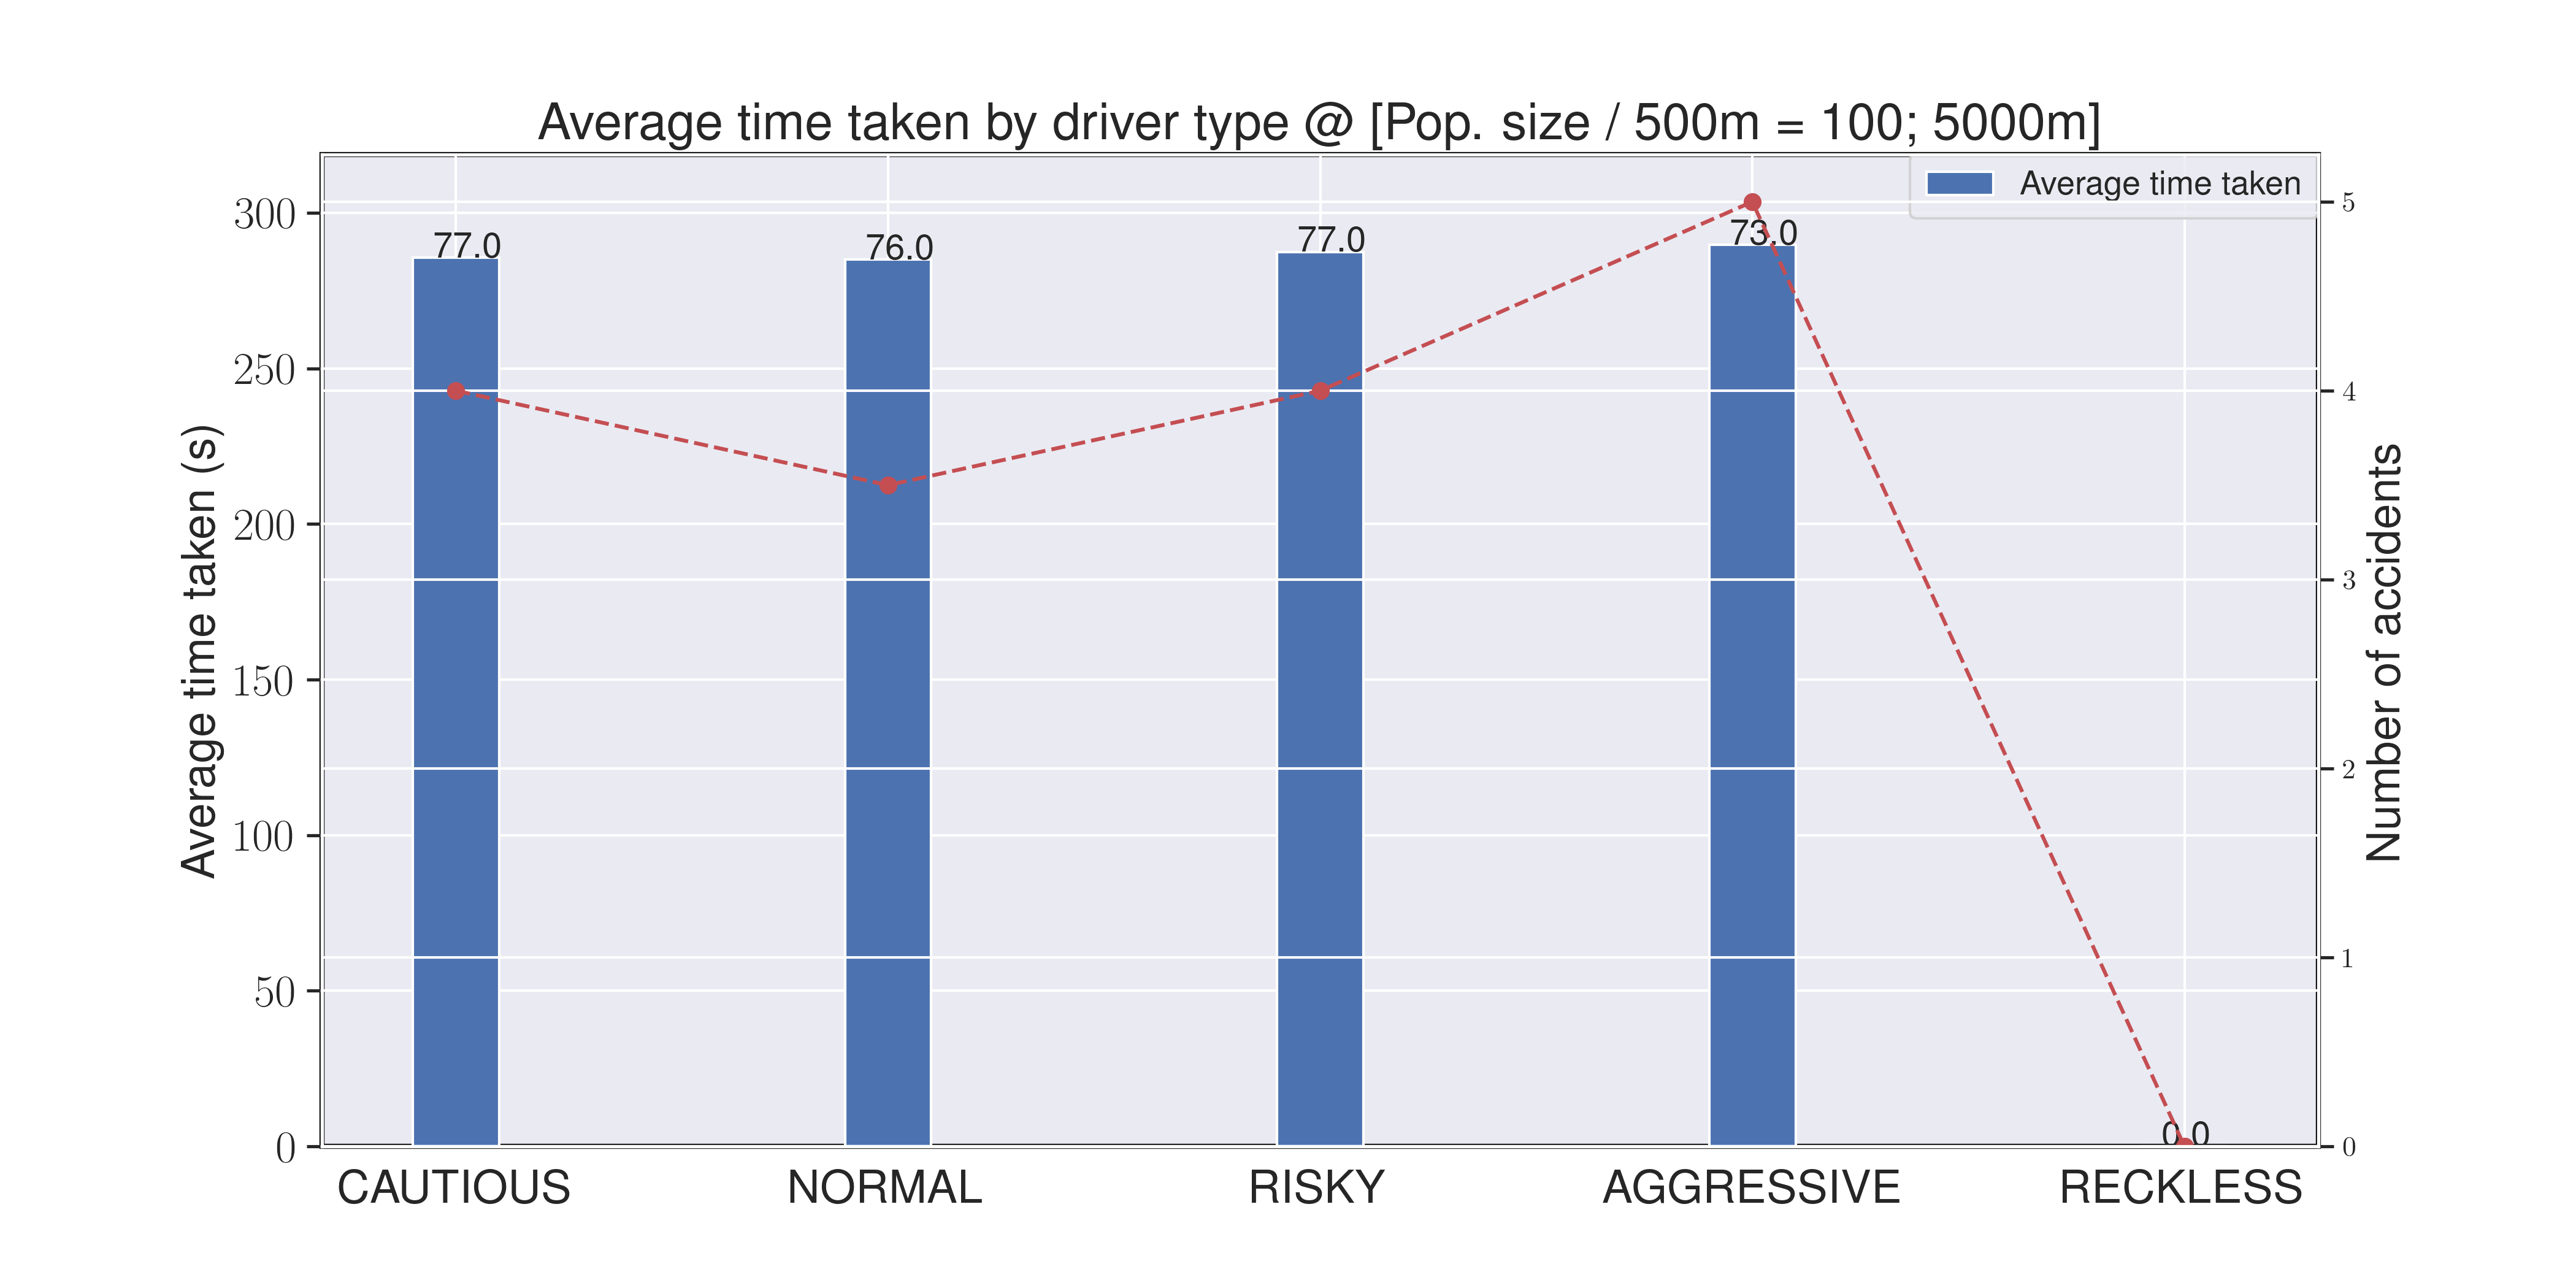 Average time taken by driver type @ [Pop. size / 500m = 100; 5000m]
Average time taken
Average time taken (s)
300
250
200
150
100
50
0
77.0
76.0
77.0
73.0
0.0
5
4
3
2
1
0
Number of accidents
CAUTIOUS
NORMAL
RISKY
AGGRESSIVE
RECKLESS